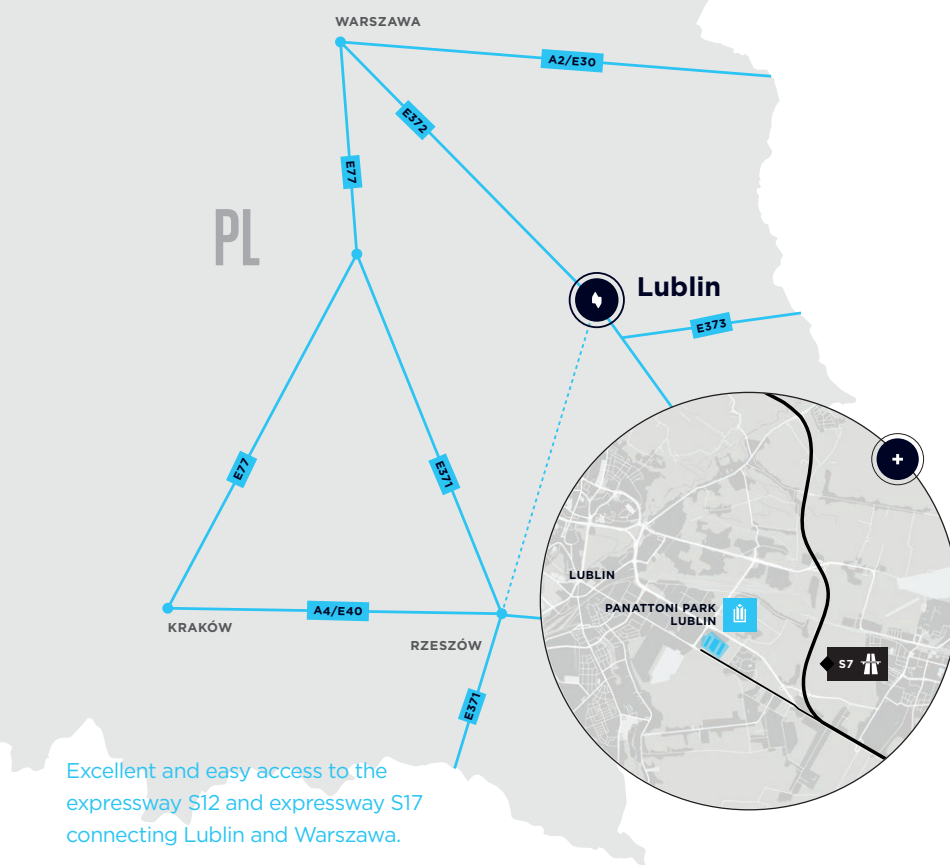 WARSZAWA
A2/E30
E372
E77
PL
Lublin
E373
E77
E371
LUBLIN
PANATTONI PARK
LUBLIN
A4/E40
KRAKÓW
RZESZÓW
S7
E371
Excellent and easy access to the
expressway S12 and expressway S17
connecting Lublin and Warszawa.